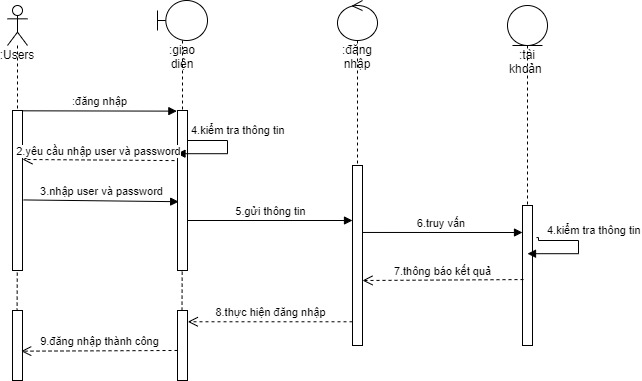 :Users
:giao
diện
:đăng
nhập
:tài
khoản
:đăng nhập
4.kiểm tra thông tin
2.yêu cầu nhập user và password
3.nhập user và password
5.gửi thông tin
6.truy vấn
4.kiểm tra thông tin
7.thông báo kết quả
8.thực hiện đăng nhập
9.đăng nhập thành công